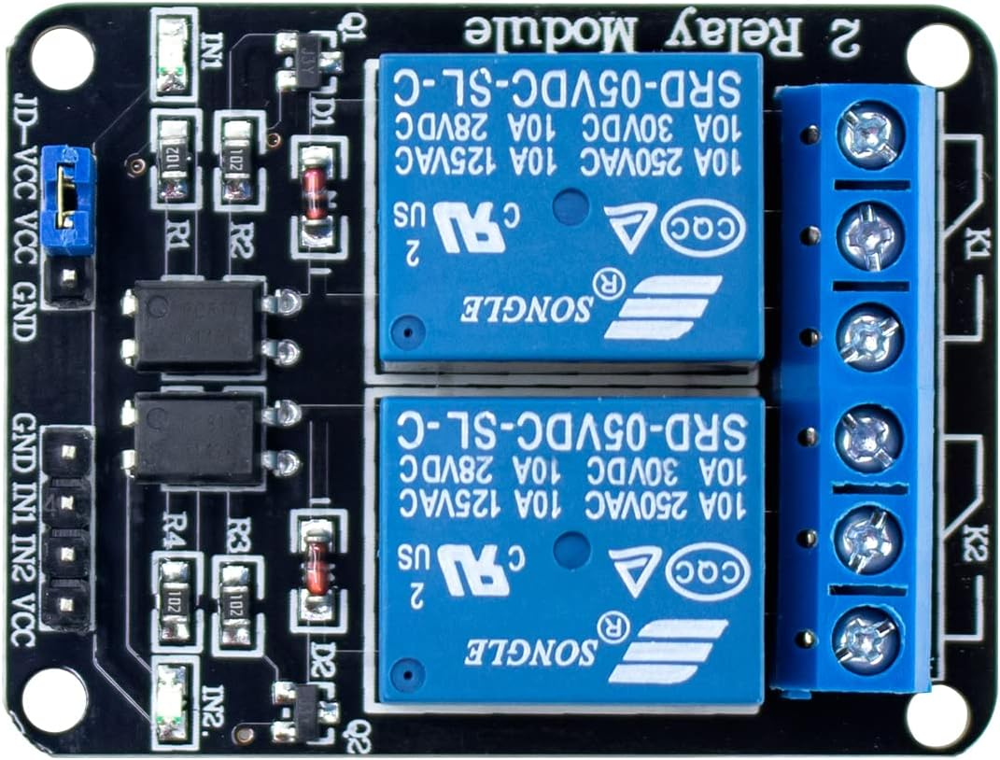 2 Relay Module
IN1
Q1
J3Y
D1
102
102
R1
R2
JD-VCC VCC GND
GND IN1 IN2 VCC
SRD-05VDC-SL-C
10A 30VDC 10A 28VDC
10A 250VAC 10A 125VAC
CQC
C US
2
SONGLE
®
K1
SRD-05VDC-SL-C
10A 30VDC 10A 28VDC
10A 250VAC 10A 125VAC
CQC
C US
2
SONGLE
®
K2
R4
R3
102
102
IN2
D2
Q2